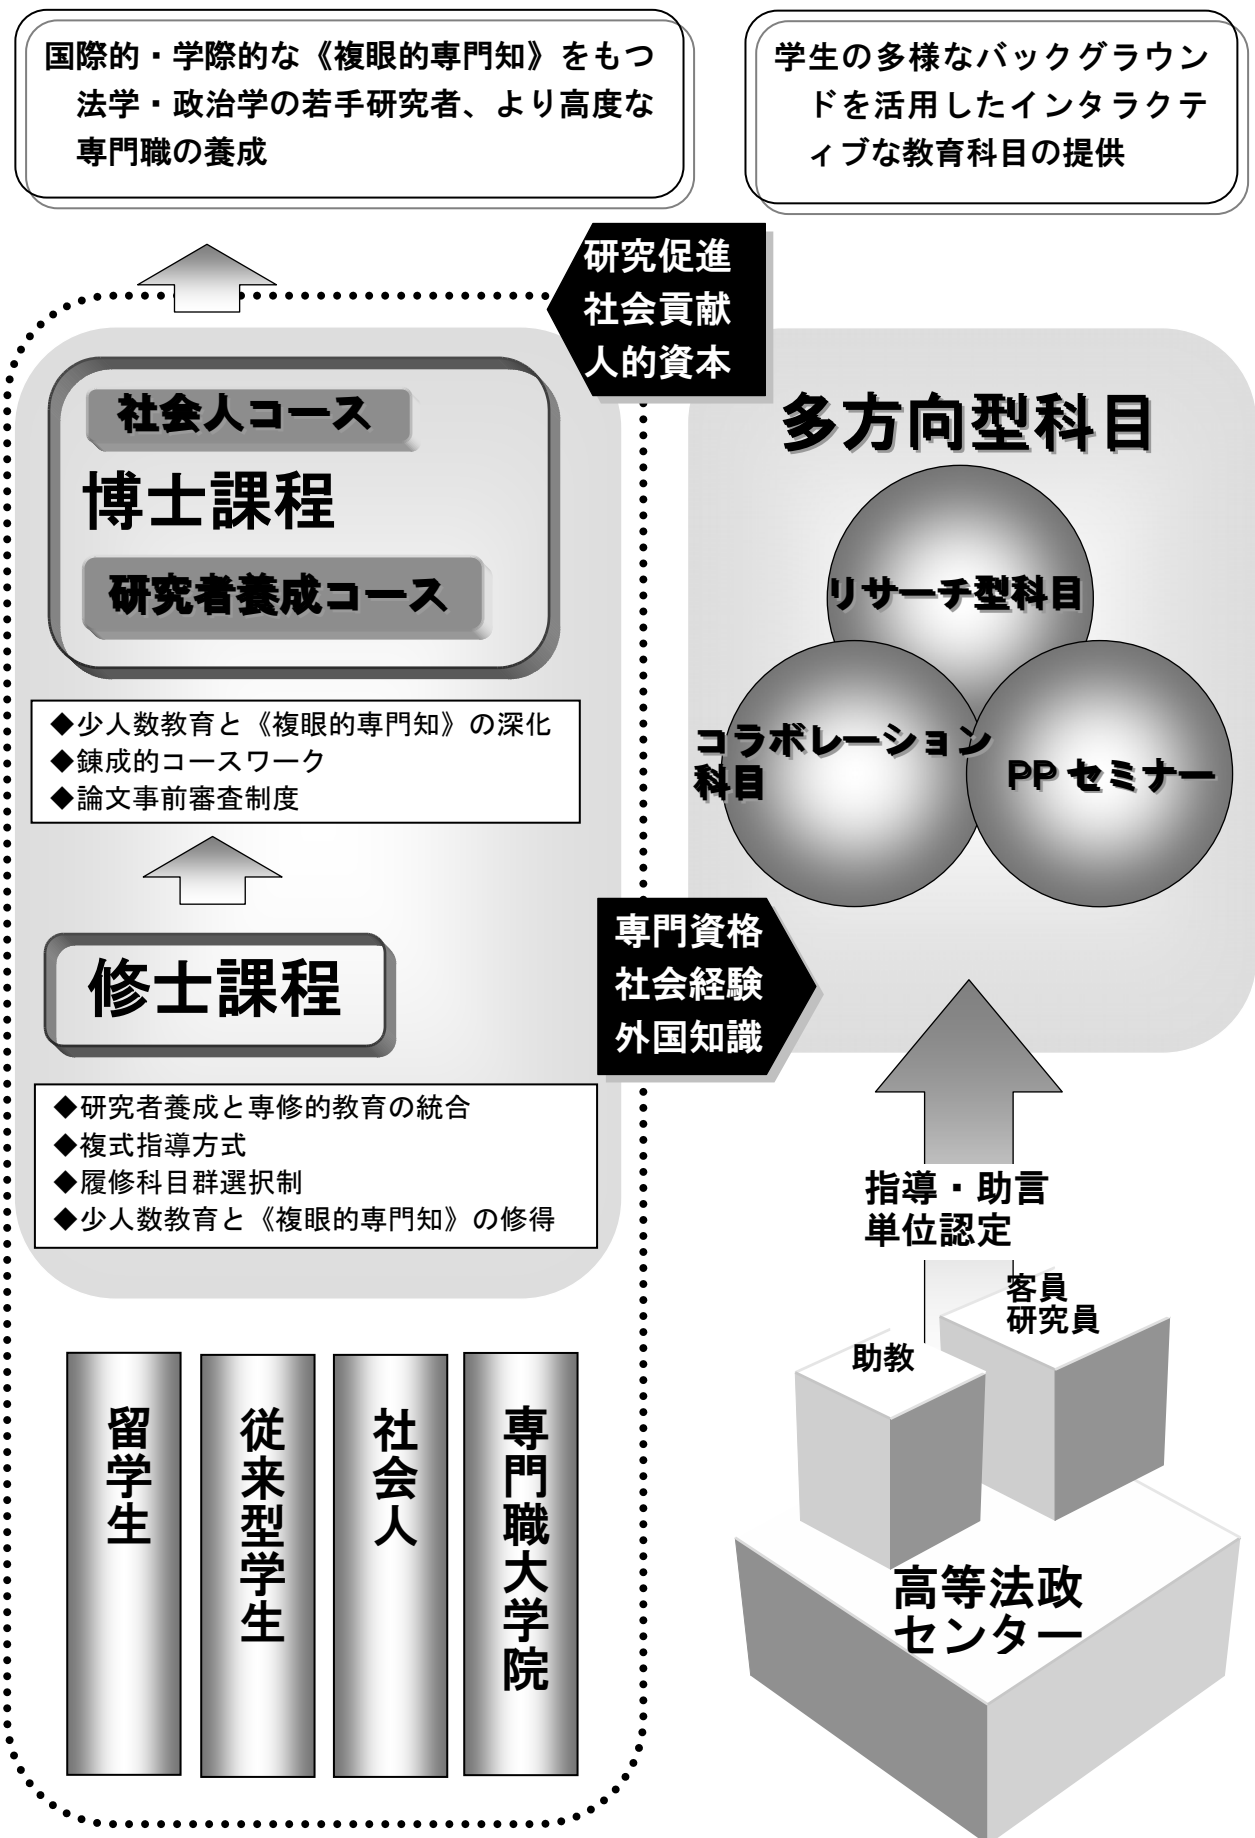 国際的・学際的な《複眼的専門知》をもつ
法学・政治学の若手研究者、より高度な
専門職の養成
学生の多様なバックグラウン
ドを活用したインタラクテ
ィブな教育科目の提供
研究促進
社会貢献
人的資本
社会人コース
博士課程
研究者養成コース
◆少人数教育と《複眼的専門知》の深化
◆錬成的コースワーク
◆論文事前審査制度
修士課程
◆研究者養成と専修的教育の統合
◆複式指導方式
◆履修科目群選択制
◆少人数教育と《複眼的専門知》の修得
留学生
従来型学生
社会人
専門職大学院
多方向型科目
リサーチ型科目
コラボレーション
科目
PP セミナー
専門資格
社会経験
外国知識
指導・助言
単位認定
客員
研究員
助教
高等法政
センター